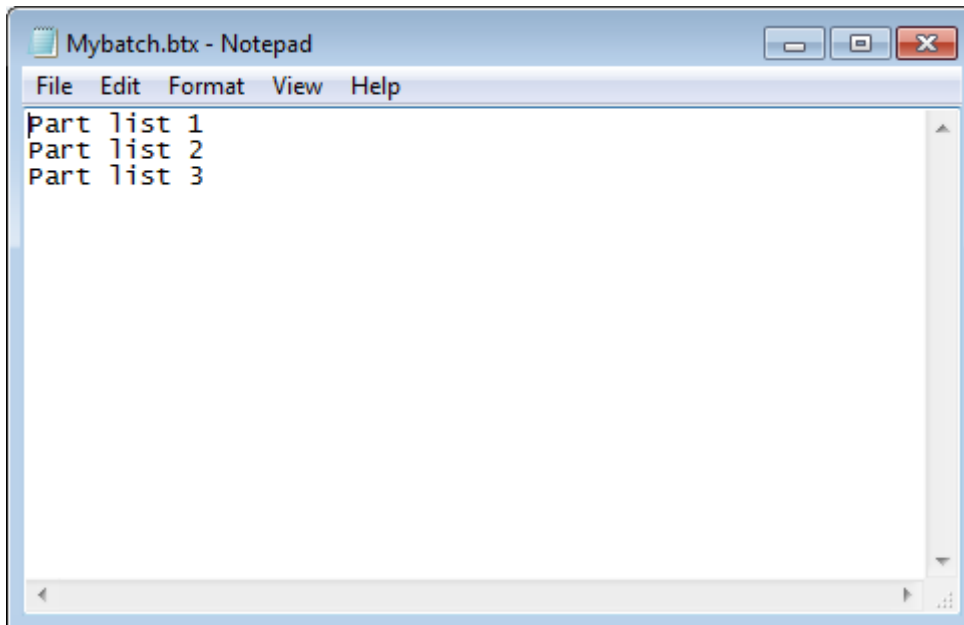 Mybatch.btx - Notepad
File Edit Format View Help
Part list 1
Part list 2
Part list 3